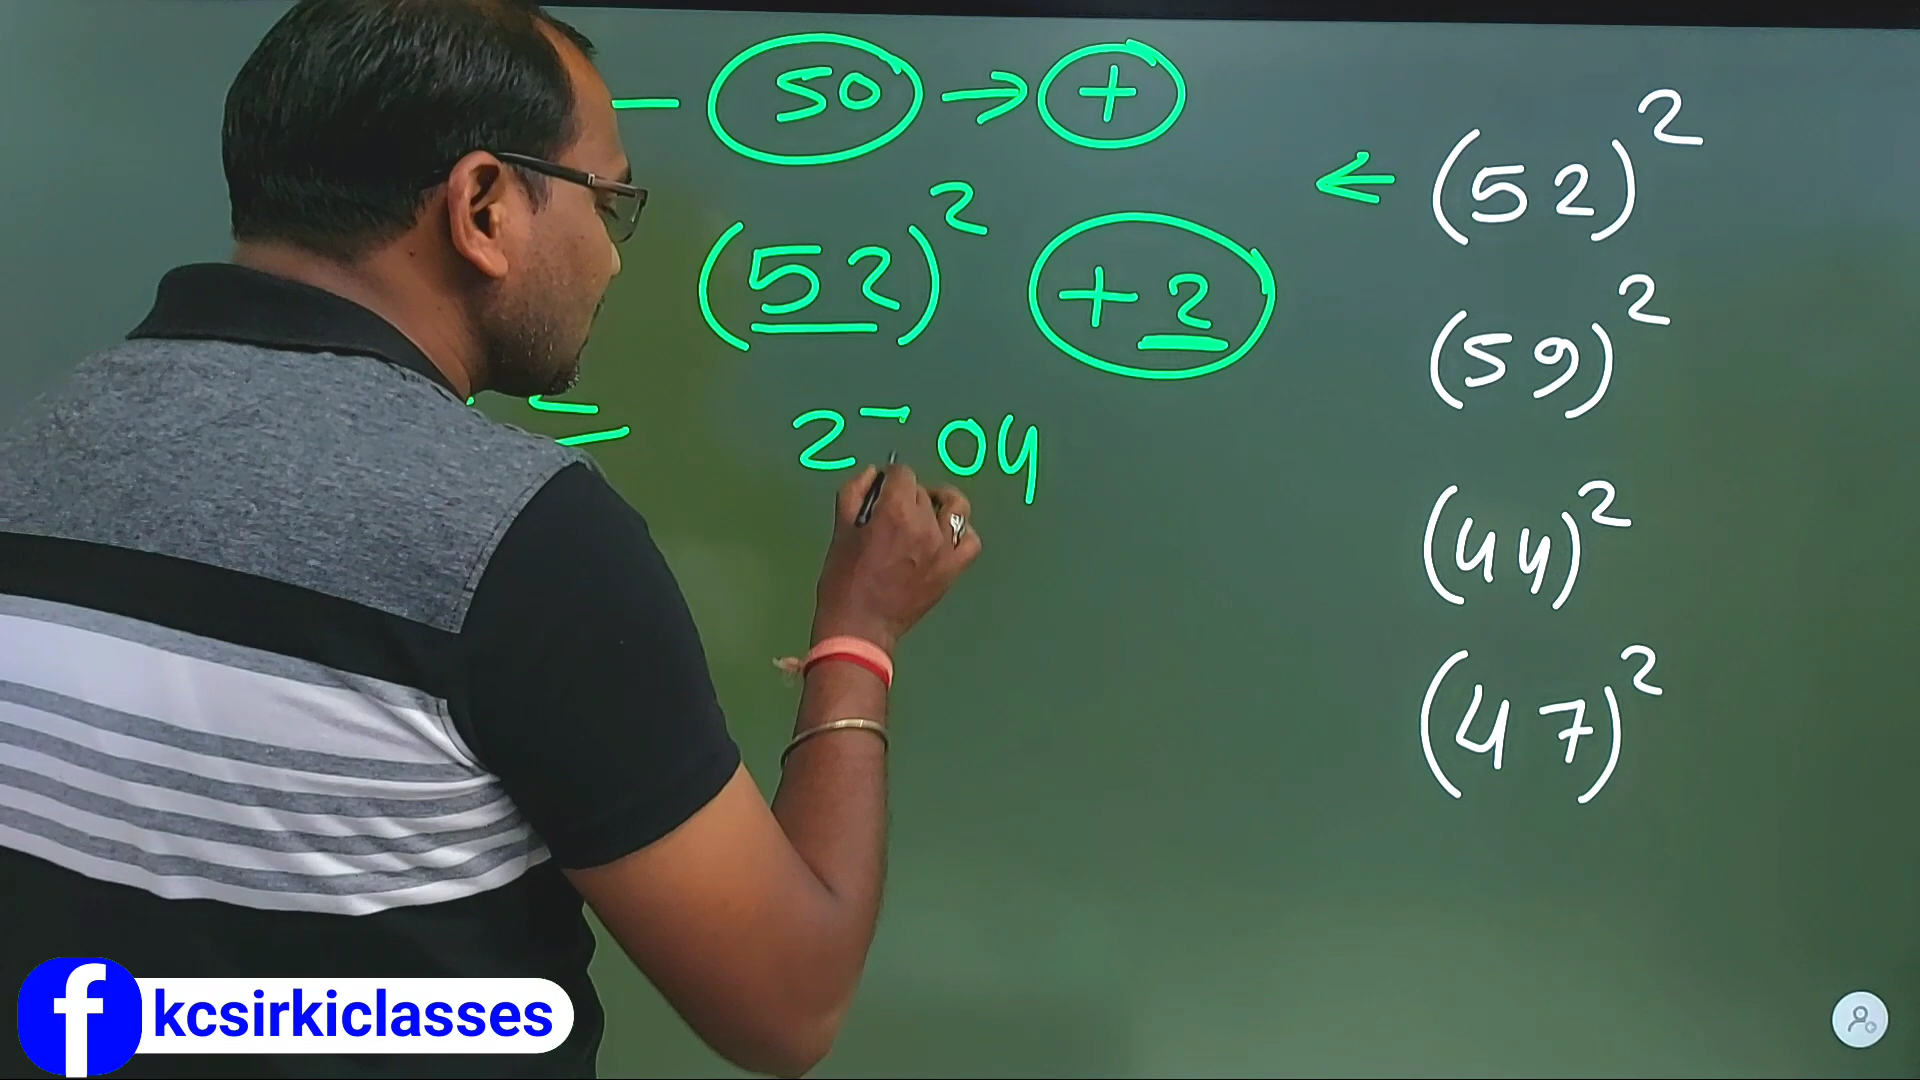 — 50 → +
(52)² +2
= 2 04
← (52)²
(59)²
(44)²
(47)²
kcsirkiclasses